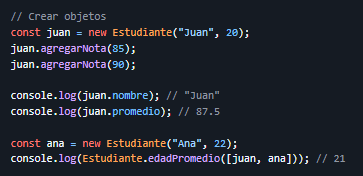 // Crear objetos
const juan = new Estudiante("Juan", 20);
juan.agregarNota(85);
juan.agregarNota(90);
console.log(juan.nombre); // "Juan"
console.log(juan.promedio); // 87.5
const ana = new Estudiante("Ana", 22);
console.log(Estudiante.edadPromedio([juan, ana])); // 21